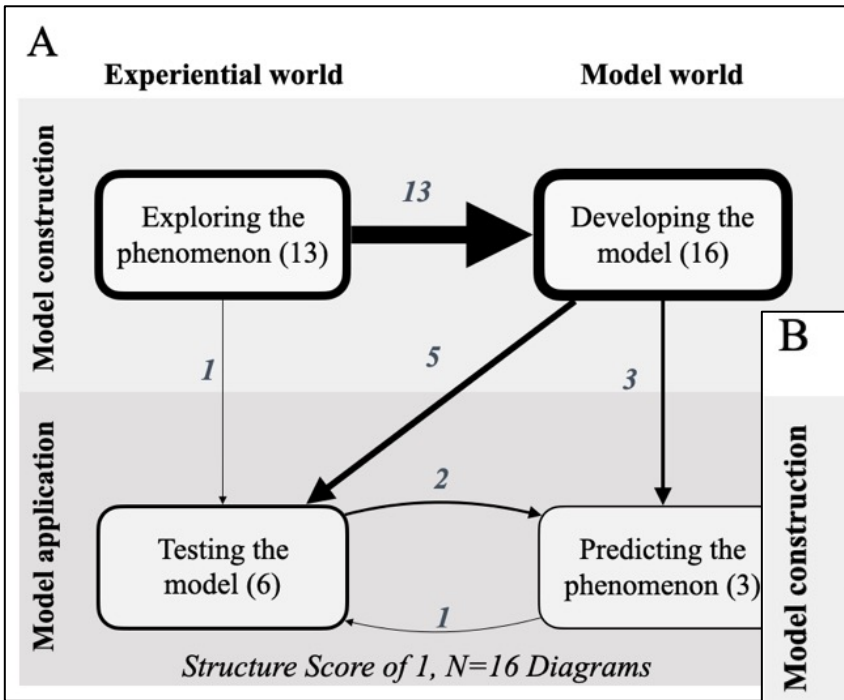 A
Experiential world
Model world
Model construction
Exploring the
phenomenon (13)
13
Developing the
model (16)
1
5
3
B
Model construction
Model application
Testing the
model (6)
2
Predicting the
phenomenon (3)
1
Structure Score of 1, N=16 Diagrams